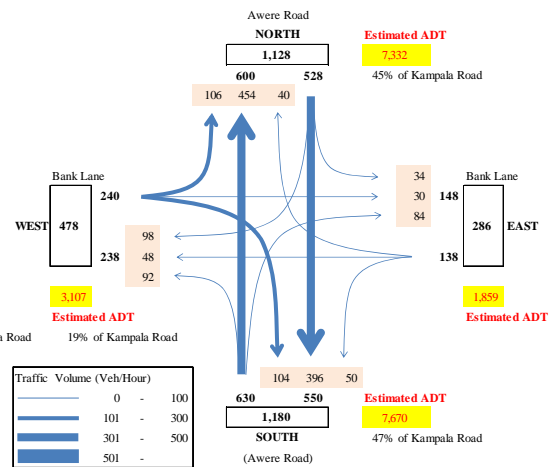 Awere Road
NORTH Estimated ADT
1,128 7,332
600 528 45% of Kampala Road
106 454 40
Bank Lane 34 Bank Lane
240 30 148
WEST 478 84 286 EAST
98
238 48 138
92
3,107 1,859
Estimated ADT Estimated ADT
a Road 19% of Kampala Road
104 396 50
Traffic Volume (Veh/Hour) 630 550 Estimated ADT
0 - 100 1,180 7,670
101 - 300 SOUTH 47% of Kampala Road
301 - 500 (Awere Road)
501 -